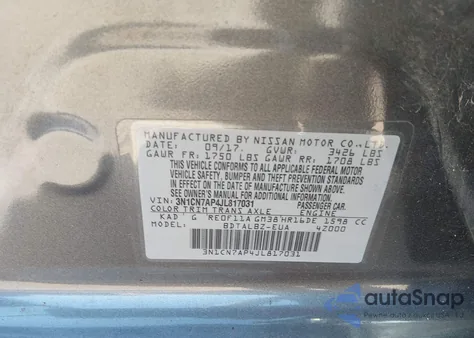 MANUFACTURED BY NISSAN MOTOR CO., LTD.
DATE: 09/17 GVWR: 3426 LBS
GAWR FR: 1750 LBS GAWR RR: 1708 LBS
THIS VEHICLE CONFORMS TO ALL APPLICABLE FEDERAL MOTOR
VEHICLE SAFETY, BUMPER AND THEFT PREVENTION
STANDARDS IN EFFECT ON THE DATE OF
MANUFACTURE SHOWN ABOVE.
SEE OWNER'S MANUAL FOR ADDITIONAL INFORMATION
VIN: 3N1CN7AP4JL817031 PASSENGER CAR
COLOR TRIM TRANS AXLE ENGINE
KAD G RE0F11A GM38 HR16DE 1598 CC
BDTALBZ-EUA 4Z000
3N1CN7AP4JL817031
autAsnap